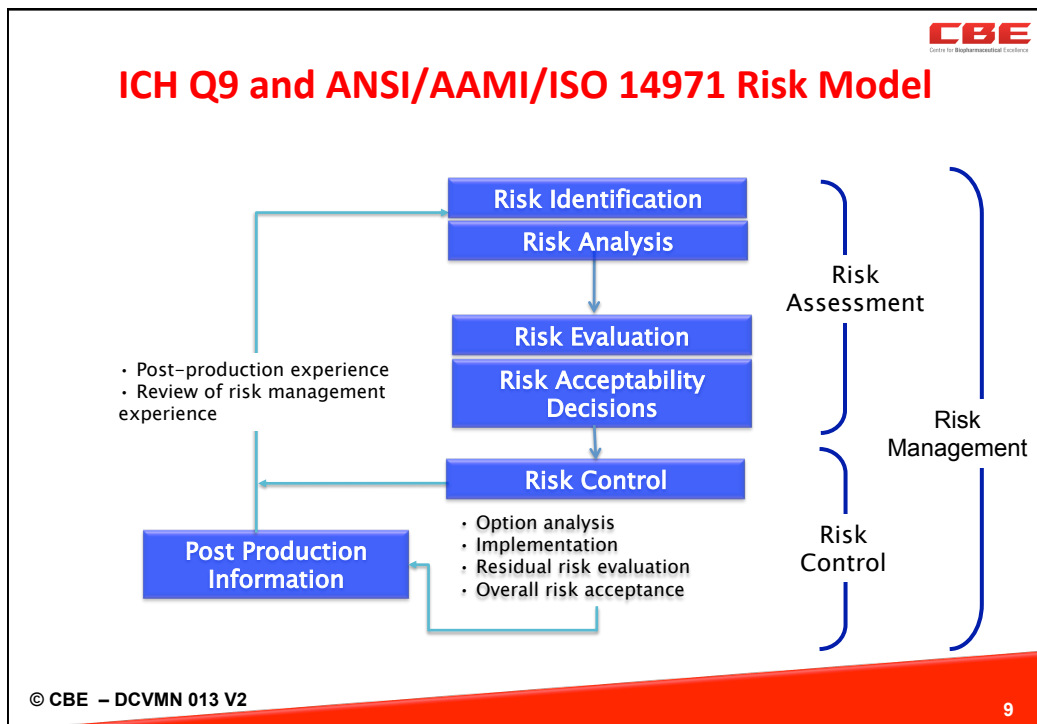 CBE
Centre for Biopharmaceutical Excellence
ICH Q9 and ANSI/AAMI/ISO 14971 Risk Model
Risk Identification
Risk Analysis
Risk
Assessment
Risk Evaluation
• Post-production experience
• Review of risk management
experience
Risk Acceptability
Decisions
Risk
Management
Risk Control
• Option analysis
• Implementation
• Residual risk evaluation
• Overall risk acceptance
Risk
Control
Post Production
Information
© CBE – DCVMN 013 V2
9